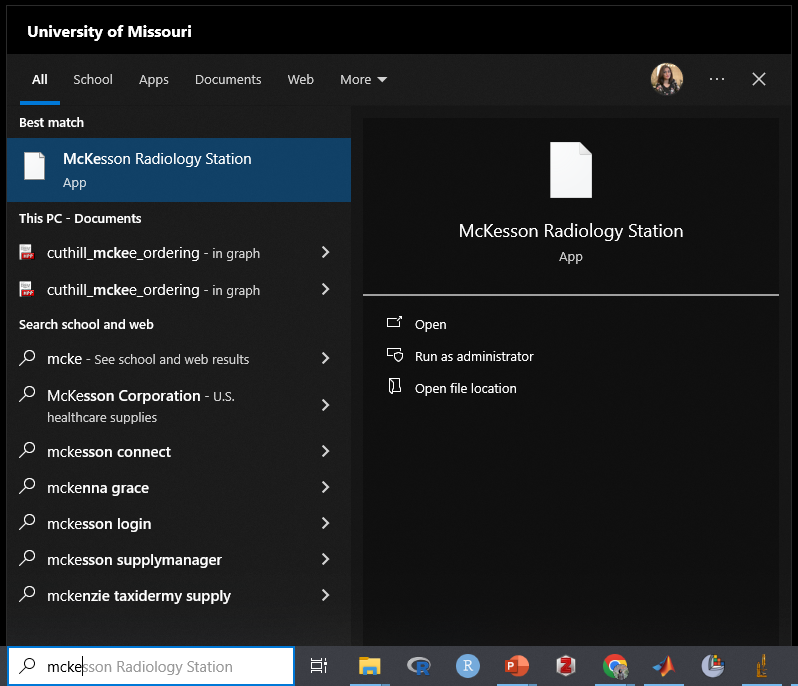 University of Missouri
All School Apps Documents Web More
Best match
McKesson Radiology Station
App
This PC - Documents
cuthill_mckee_ordering - in graph
cuthill_mckee_ordering - in graph
Search school and web
mcke - See school and web results
McKesson Corporation - U.S.
healthcare supplies
mckesson connect
mckenna grace
mckesson login
mckesson supplymanager
mckenzie taxidermy supply
McKesson Radiology Station
App
Open
Run as administrator
Open file location
mckesson Radiology Station
R
R
P
Z